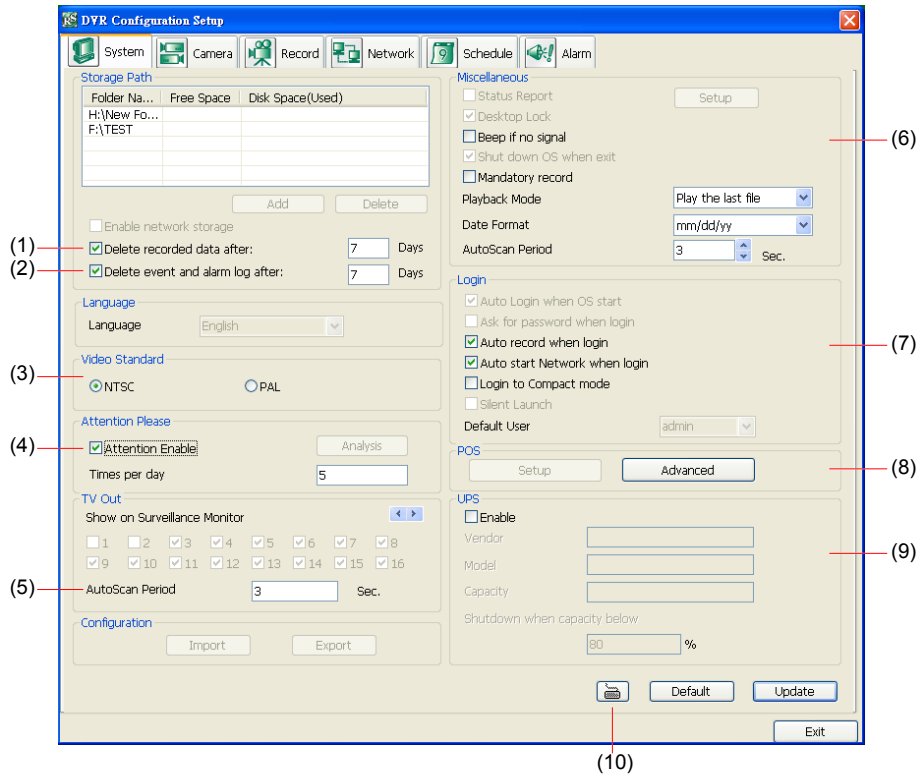 DVR Configuration Setup
System Camera Record Network Schedule Alarm
Storage Path
Folder Na... Free Space Disk Space(Used)
H:\New Fo...
F:\TEST
Add Delete
Enable network storage
(1) Delete recorded data after: 7 Days
(2) Delete event and alarm log after: 7 Days
Language
Language English
Video Standard
(3) NTSC PAL
Attention Please
(4) Attention Enable Analysis
Times per day 5
TV Out
Show on Surveillance Monitor
1 2 3 4 5 6 7 8
9 10 11 12 13 14 15 16
(5) AutoScan Period 3 Sec.
Configuration
Import Export
Miscellaneous
Status Report Setup
Desktop Lock
Beep if no signal (6)
Shut down OS when exit
Mandatory record
Playback Mode Play the last file
Date Format mm/dd/yy
AutoScan Period 3 Sec.
Login
Auto Login when OS start
Ask for password when login
Auto record when login (7)
Auto start Network when login
Login to Compact mode
Silent Launch
Default User admin
POS
Setup Advanced (8)
UPS
Enable
Vendor
(9)
Model
Capacity
Shutdown when capacity below
80 %
Default Update
Exit
(10)